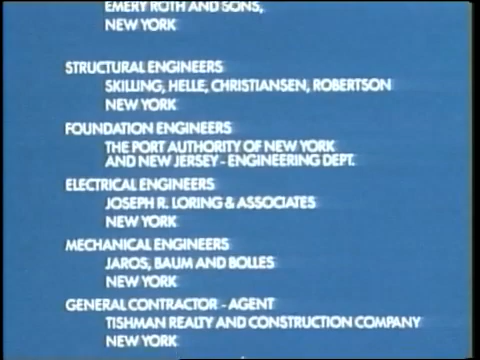 EMERY ROTH AND SONS,
NEW YORK
STRUCTURAL ENGINEERS
SKILLING, HELLE, CHRISTIANSEN, ROBERTSON
NEW YORK
FOUNDATION ENGINEERS
THE PORT AUTHORITY OF NEW YORK
AND NEW JERSEY - ENGINEERING DEPT.
ELECTRICAL ENGINEERS
JOSEPH R. LORING & ASSOCIATES
NEW YORK
MECHANICAL ENGINEERS
JAROS, BAUM AND BOLLES
NEW YORK
GENERAL CONTRACTOR - AGENT
TISHMAN REALTY AND CONSTRUCTION COMPANY
NEW YORK